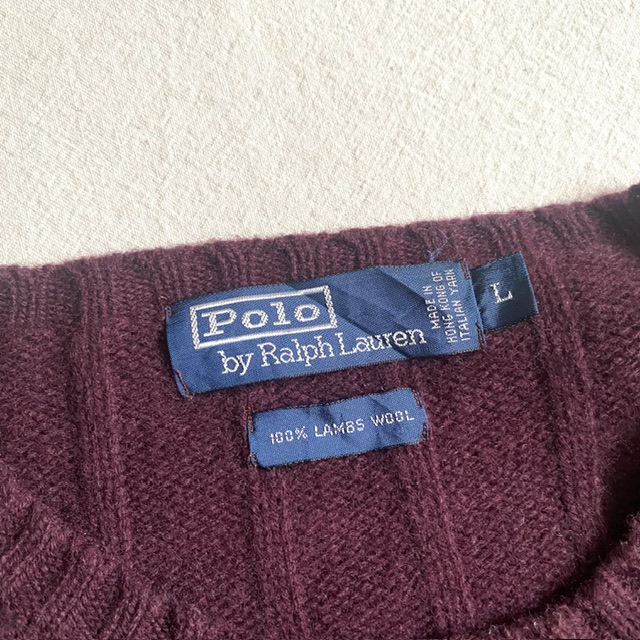 Polo
by Ralph Lauren
MADE IN
HONG KONG OF
ITALIAN YARN
L
100% LAMBS WOOL